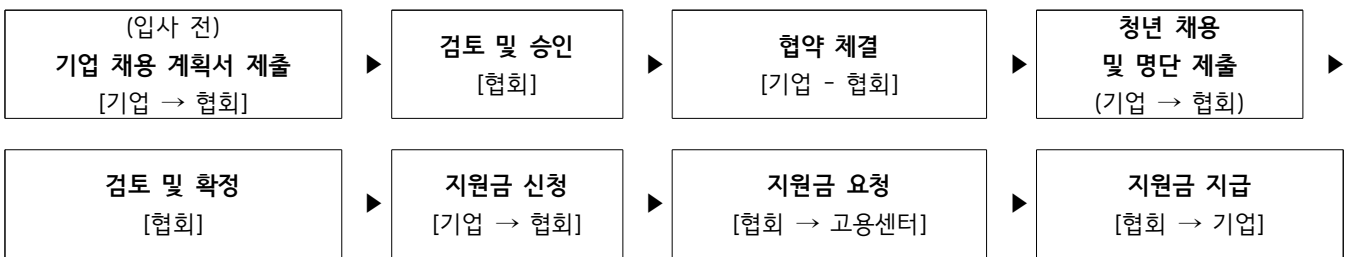 (입사 전)
기업 채용 계획서 제출
[기업 → 협회]
▶
검토 및 승인
[협회]
▶
협약 체결
[기업 - 협회]
▶
청년 채용
및 명단 제출
(기업 → 협회)
▶
검토 및 확정
[협회]
▶
지원금 신청
[기업 → 협회]
▶
지원금 요청
[협회 → 고용센터]
▶
지원금 지급
[협회 → 기업]